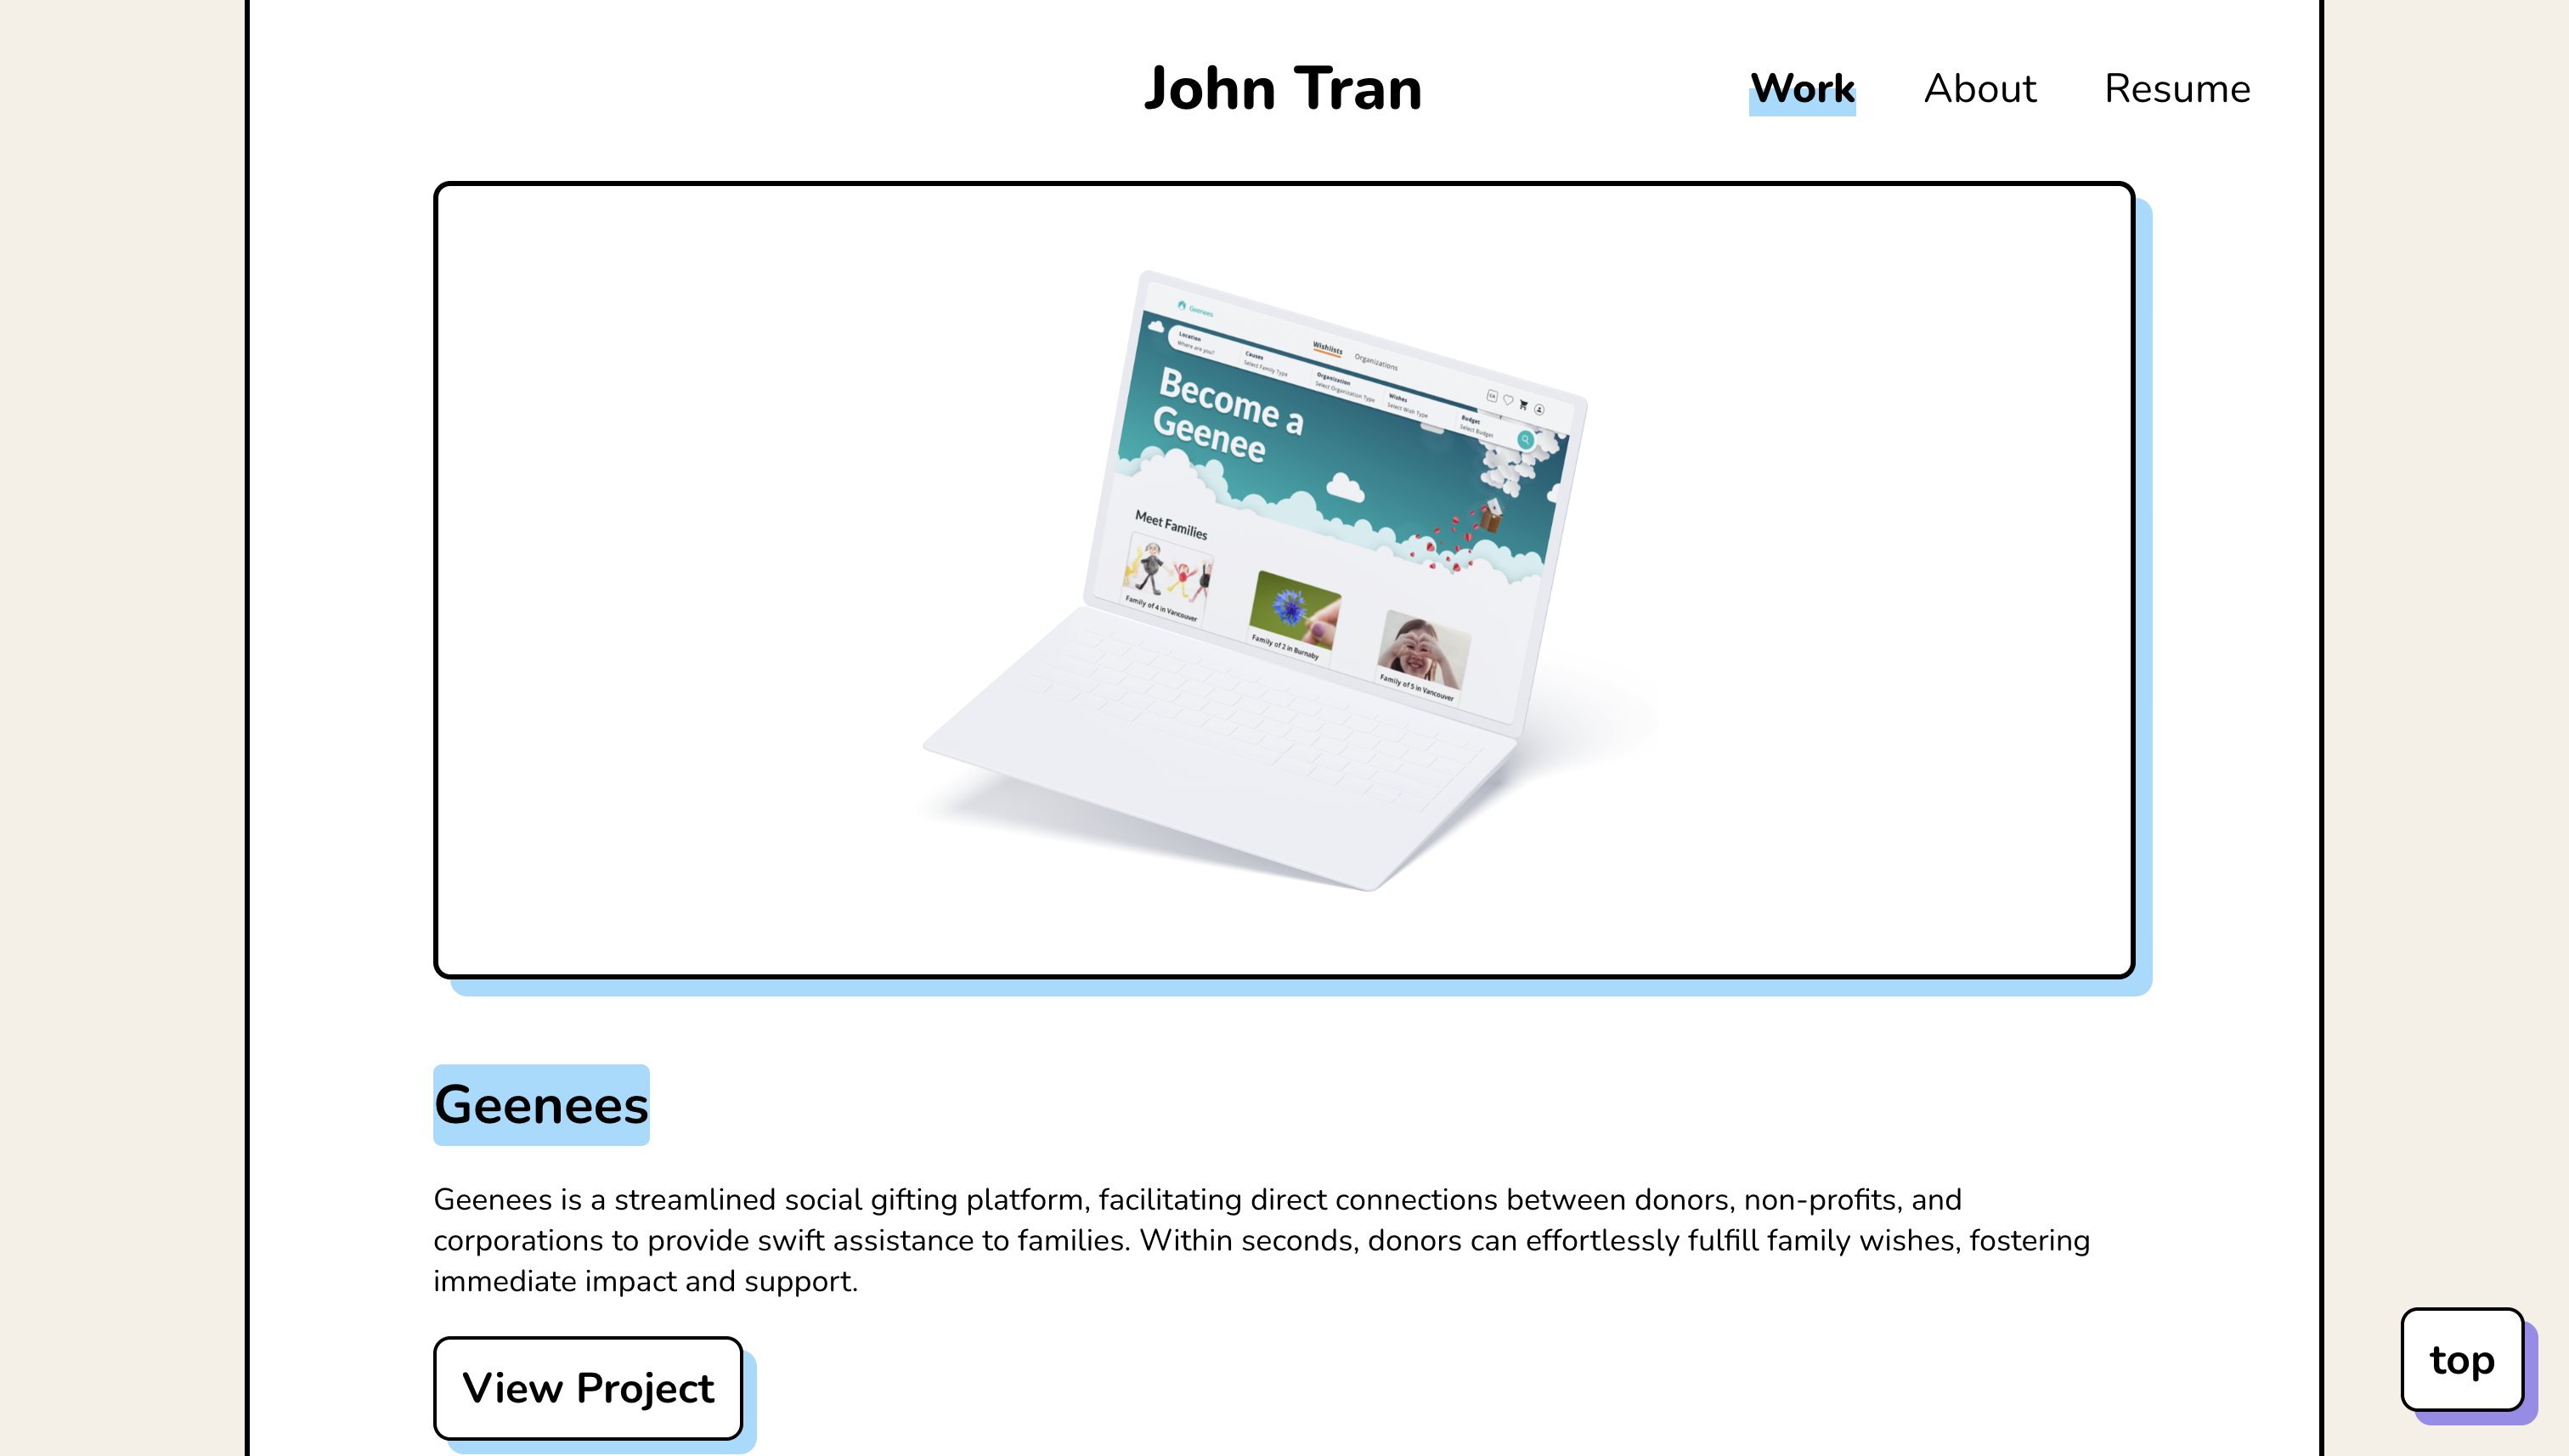 John Tran
Work About Resume
Geenees
Wishlists Organizations
Location Causes Organization Wishes Budget
Where are you? Select Family Type Select Organization Type Select Wish Type Select Budget
Become a
Geenee
Meet Families
Family of 4 in Vancouver
Family of 2 in Burnaby
Family of 5 in Vancouver
Geenees
Geenees is a streamlined social gifting platform, facilitating direct connections between donors, non-profits, and
corporations to provide swift assistance to families. Within seconds, donors can effortlessly fulfill family wishes, fostering
immediate impact and support.
View Project
top